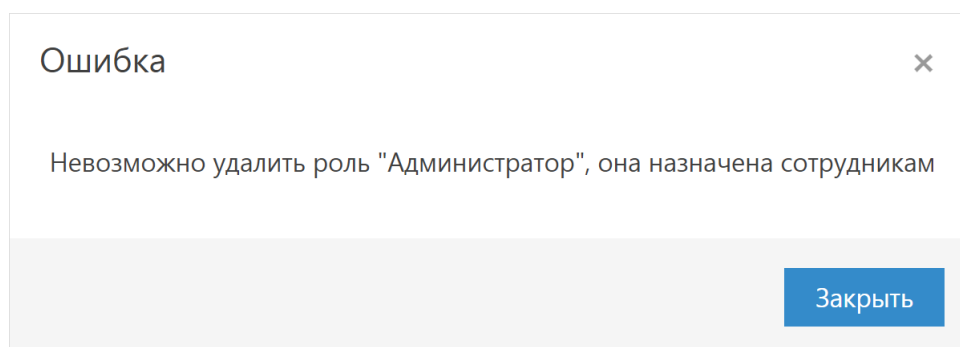 Ошибка
Невозможно удалить роль "Администратор", она назначена сотрудникам
Закрыть